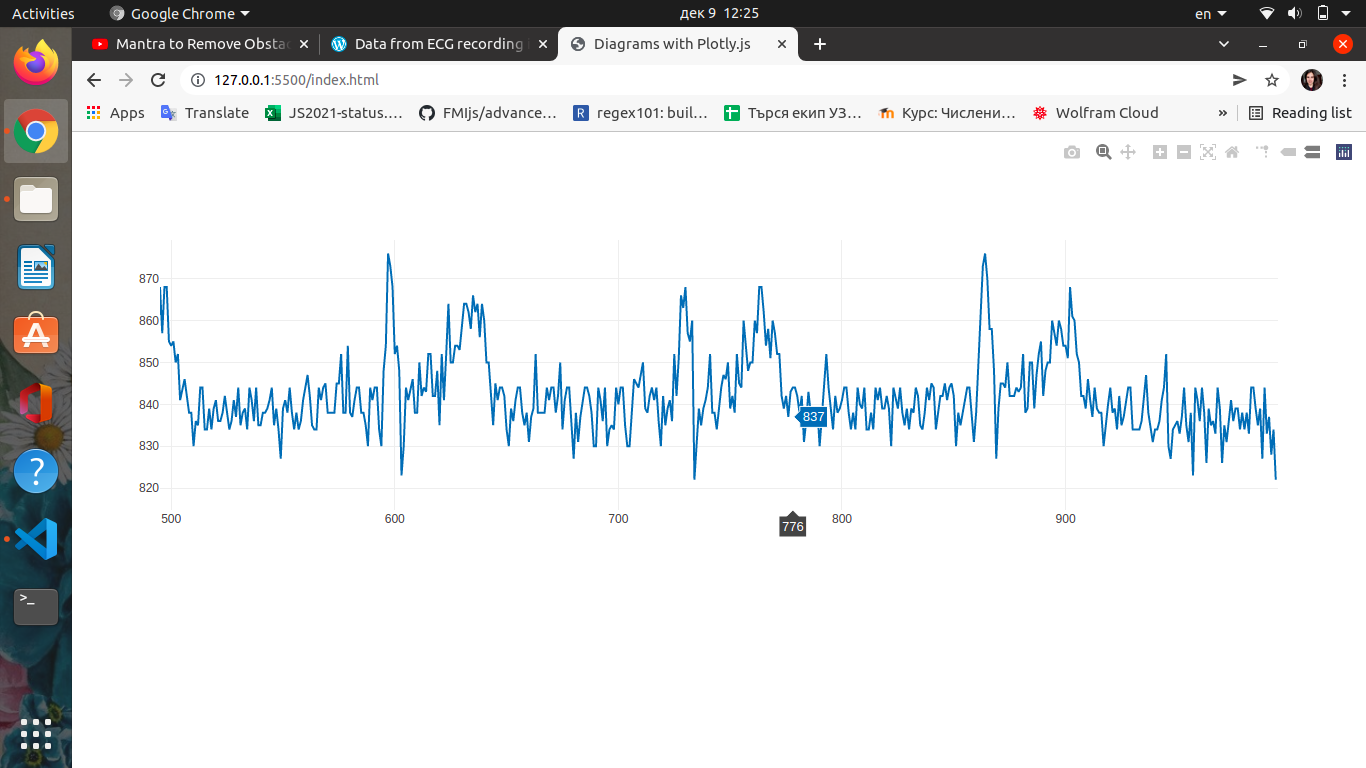 Activities Google Chrome дек 9 12:25 en
Mantra to Remove Obstac Data from ECG recording Diagrams with Plotly.js
127.0.0.1:5500/index.html
Apps Translate JS2021-status.... FMIjs/advance... regex101: buil... Търся екип УЗ... Курс: Числени... Wolfram Cloud » Reading list
870
860
850
840
830
820
837
500 600 700 800 900
776